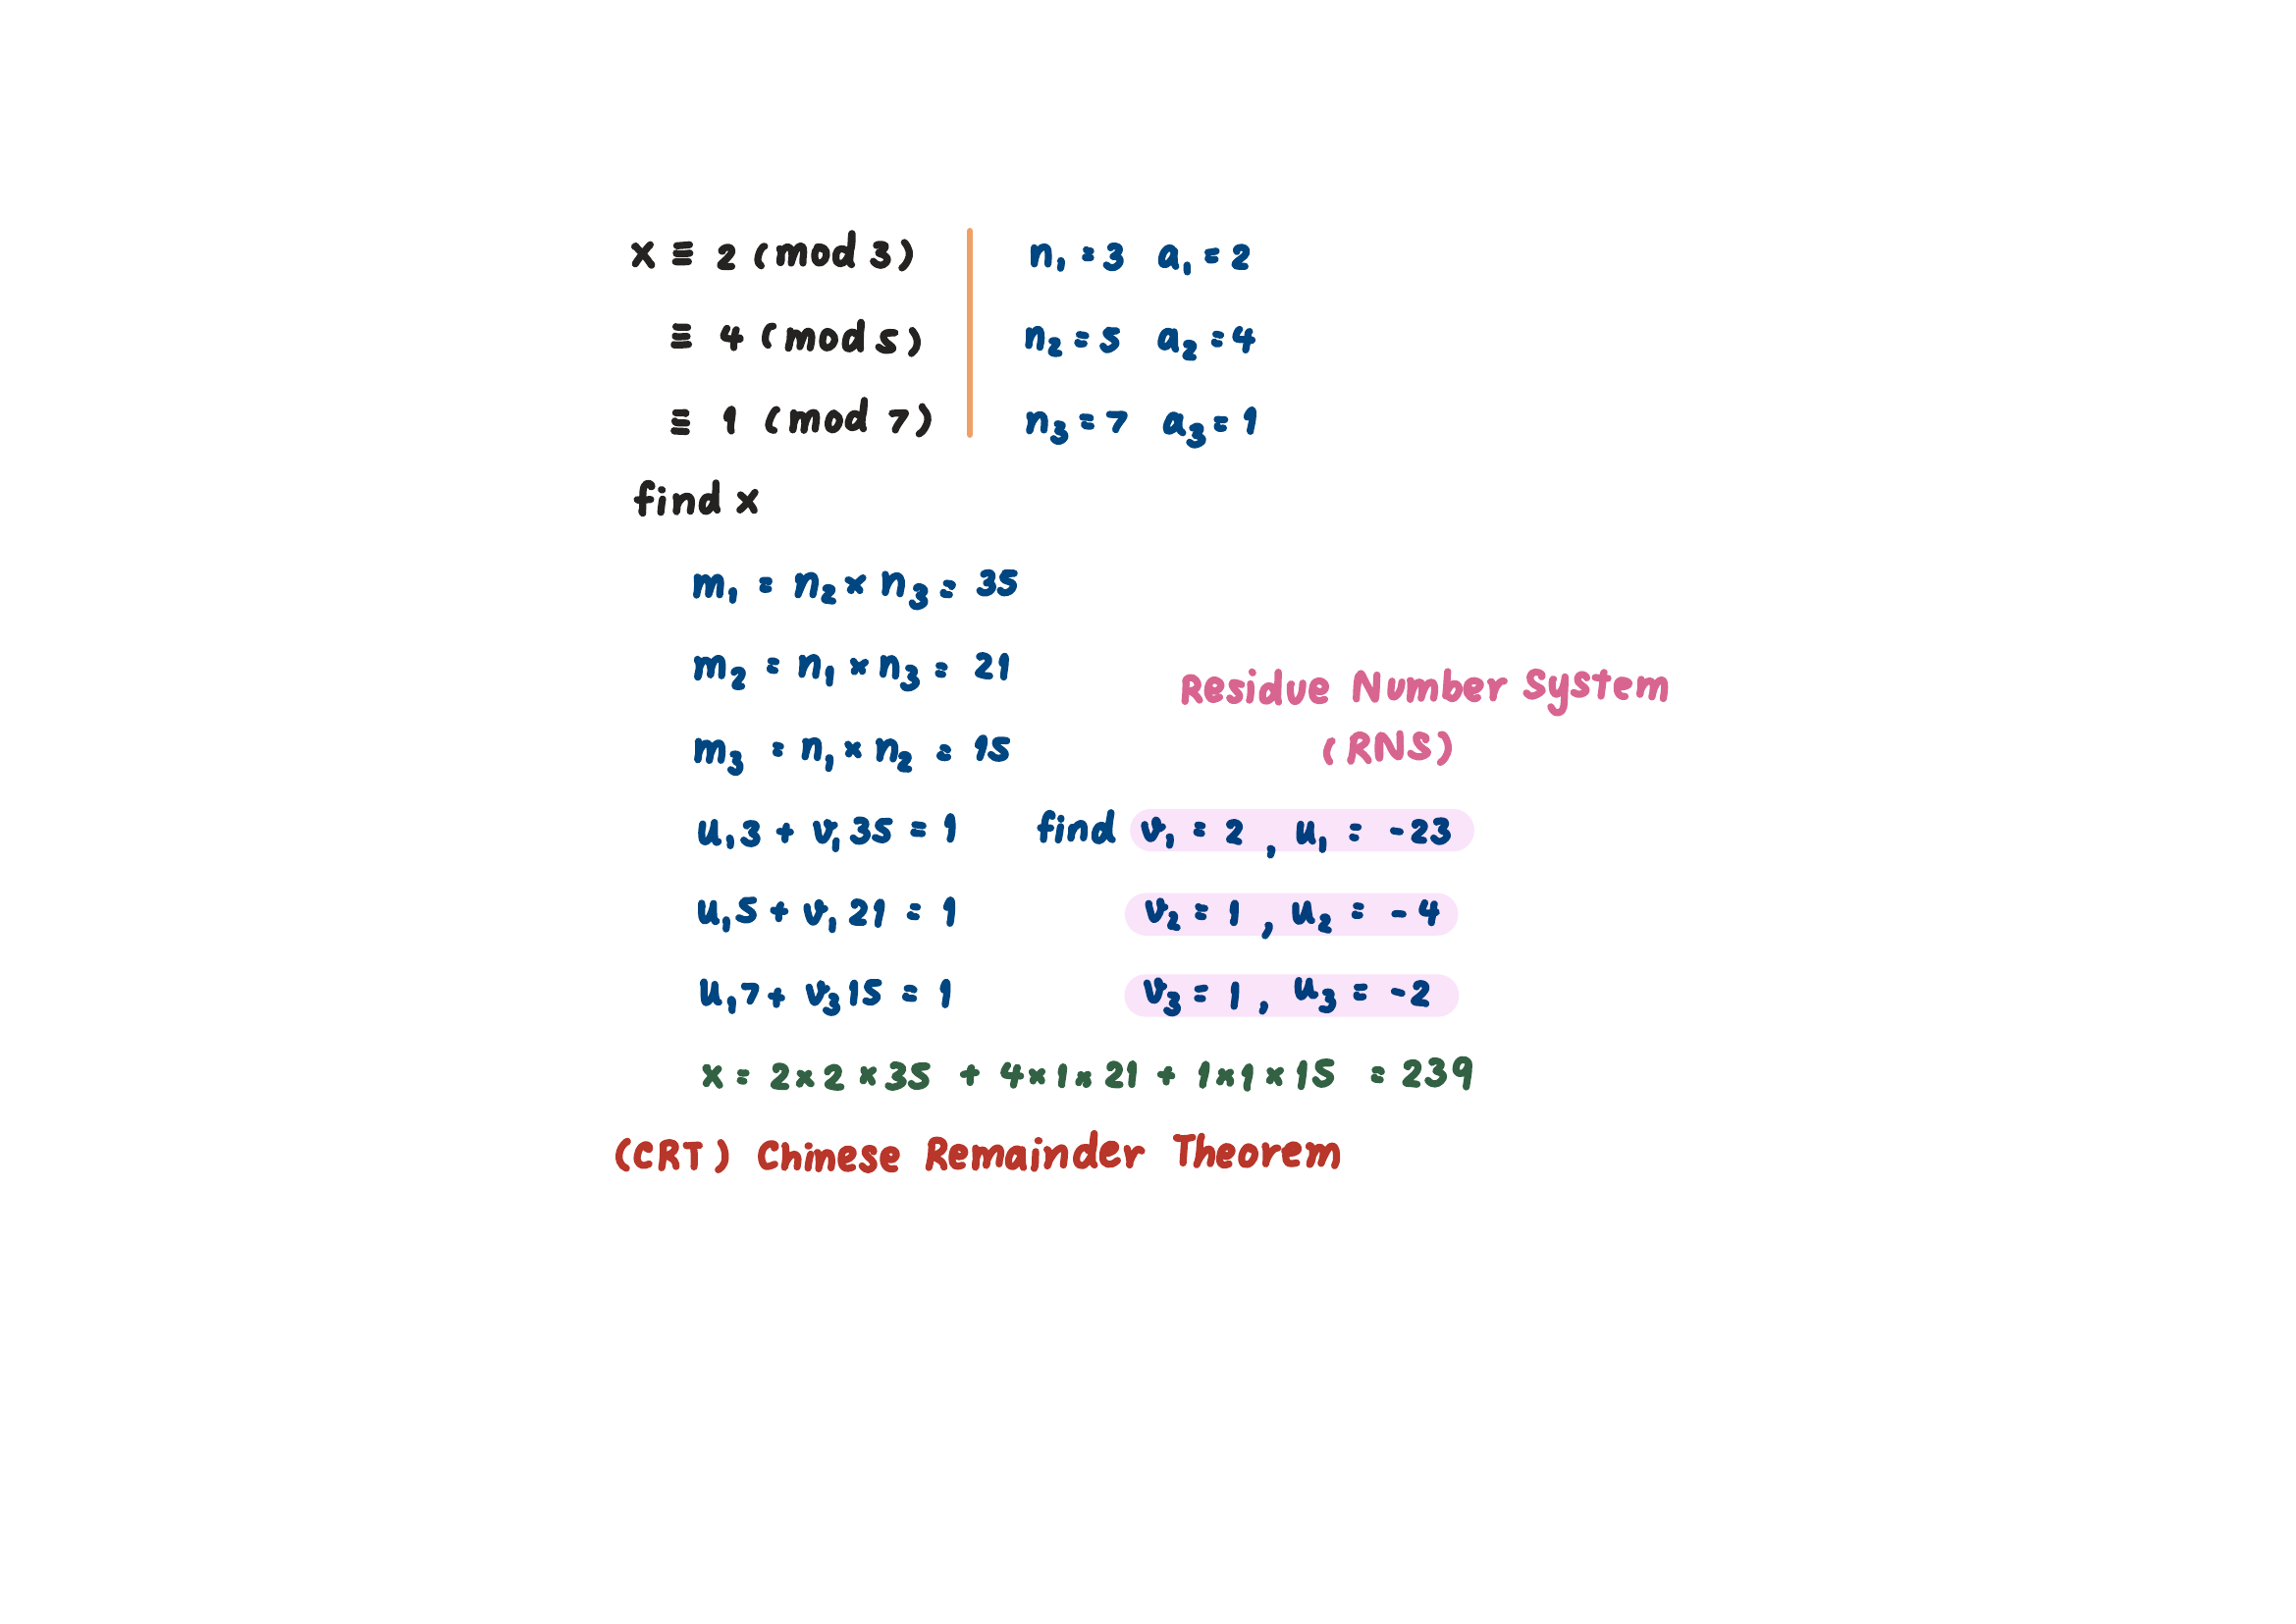 x ≡ 2 (mod 3) n₁ = 3 a₁ = 2
≡ 4 (mod 5) n₂ = 5 a₂ = 4
≡ 1 (mod 7) n₃ = 7 a₃ = 1
find x
m₁ = n₂ × n₃ = 35
m₂ = n₁ × n₃ = 21
m₃ = n₁ × n₂ = 15
Residue Number System
(RNS)
u₁3 + v₁35 = 1 find v₁ = 2 , u₁ = -23
u₁5 + v₁21 = 1 v₂ = 1 , u₂ = -4
u₁7 + v₃15 = 1 v₃ = 1 , u₃ = -2
x = 2×2×35 + 4×1×21 + 1×1×15 = 239
(CRT) Chinese Remainder Theorem